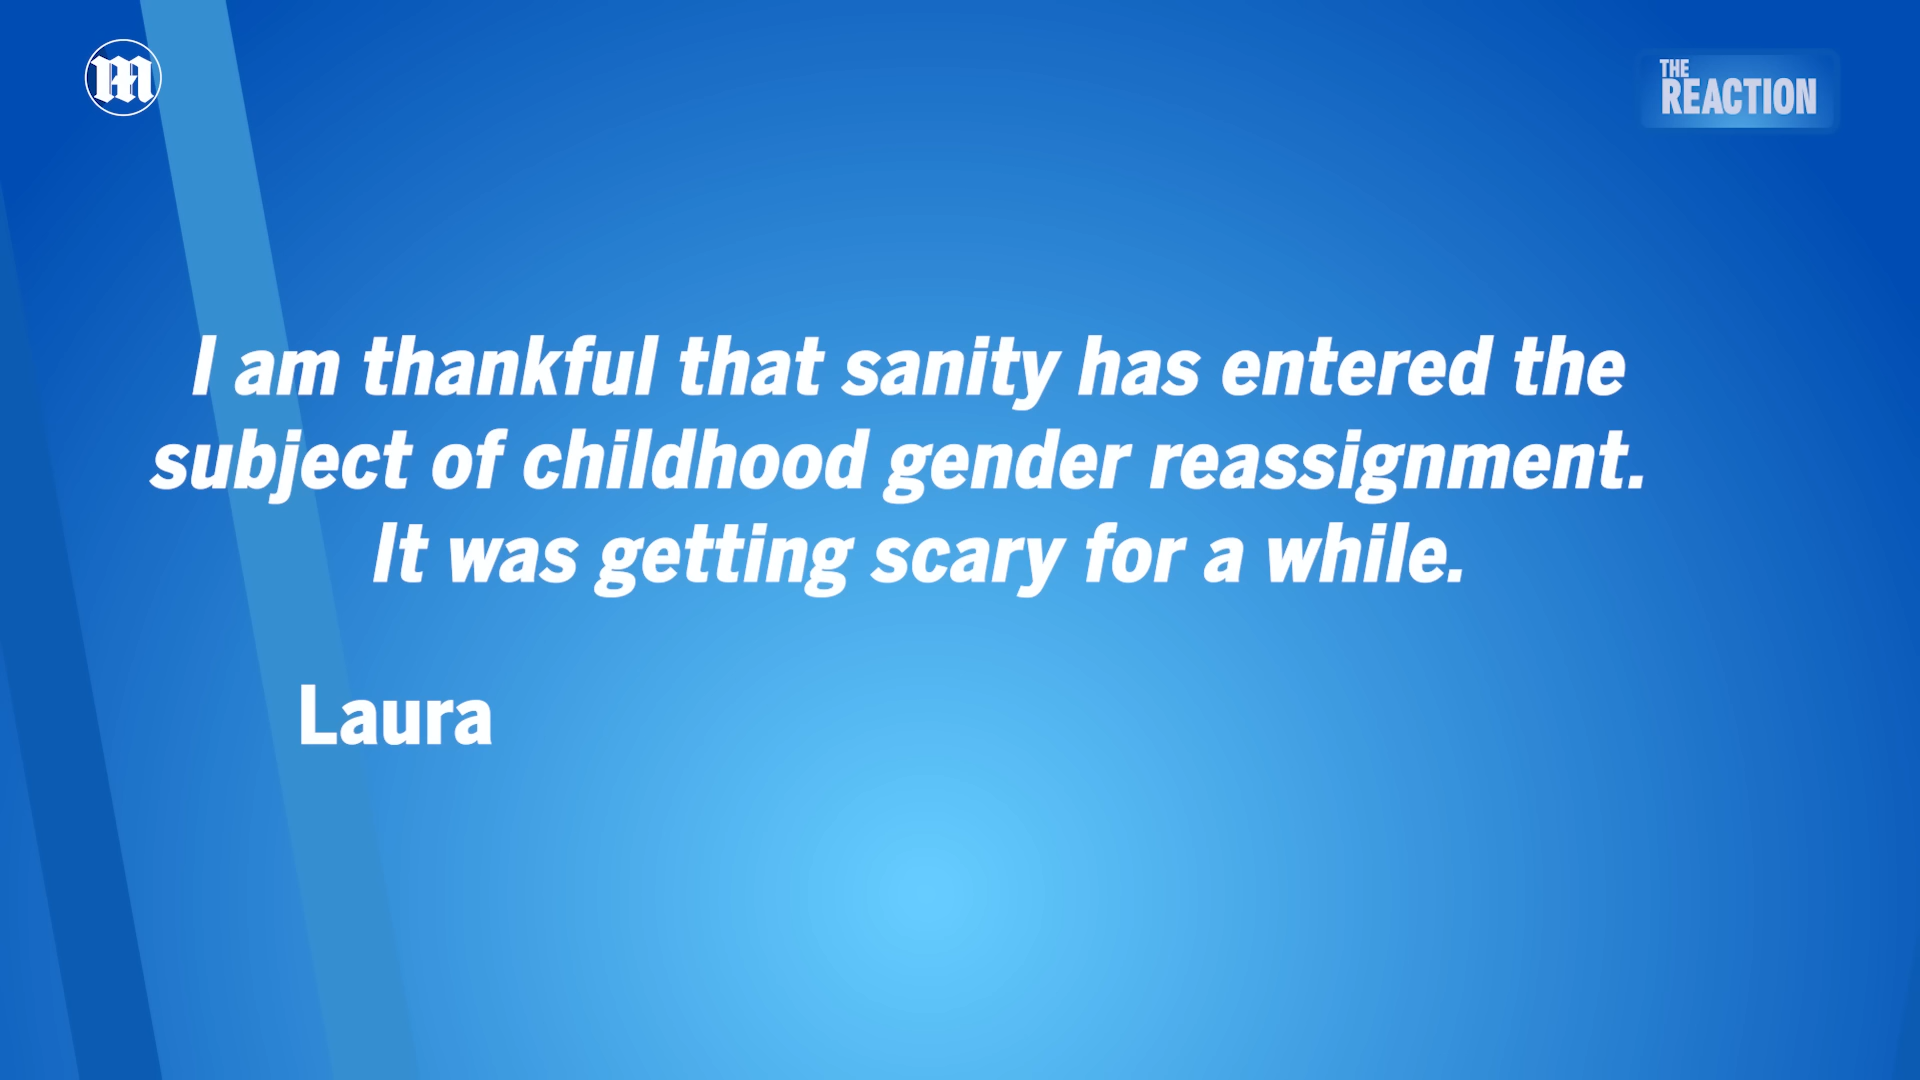 M
THE
REACTION
I am thankful that sanity has entered the
subject of childhood gender reassignment.
It was getting scary for a while.
Laura